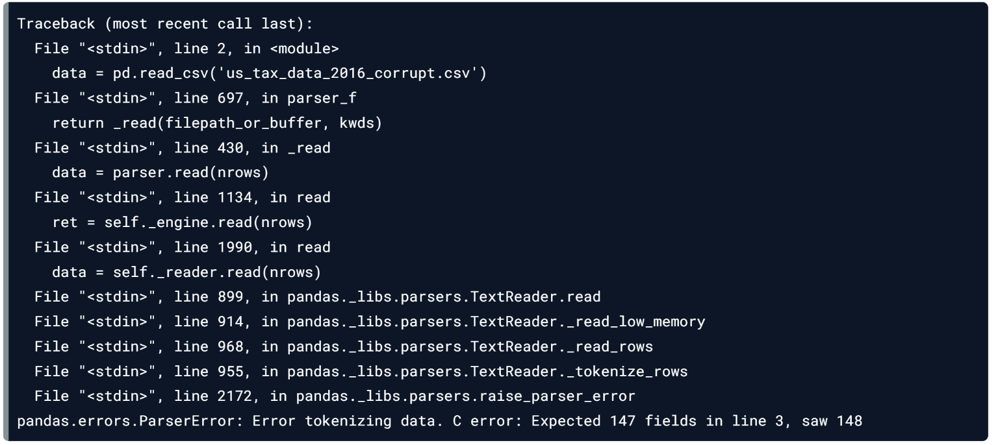 Traceback (most recent call last):
  File "<stdin>", line 2, in <module>
    data = pd.read_csv('us_tax_data_2016_corrupt.csv')
  File "<stdin>", line 697, in parser_f
    return _read(filepath_or_buffer, kwds)
  File "<stdin>", line 430, in _read
    data = parser.read(nrows)
  File "<stdin>", line 1134, in read
    ret = self._engine.read(nrows)
  File "<stdin>", line 1990, in read
    data = self._reader.read(nrows)
  File "<stdin>", line 899, in pandas._libs.parsers.TextReader.read
  File "<stdin>", line 914, in pandas._libs.parsers.TextReader._read_low_memory
  File "<stdin>", line 968, in pandas._libs.parsers.TextReader._read_rows
  File "<stdin>", line 955, in pandas._libs.parsers.TextReader._tokenize_rows
  File "<stdin>", line 2172, in pandas._libs.parsers.raise_parser_error
pandas.errors.ParserError: Error tokenizing data. C error: Expected 147 fields in line 3, saw 148